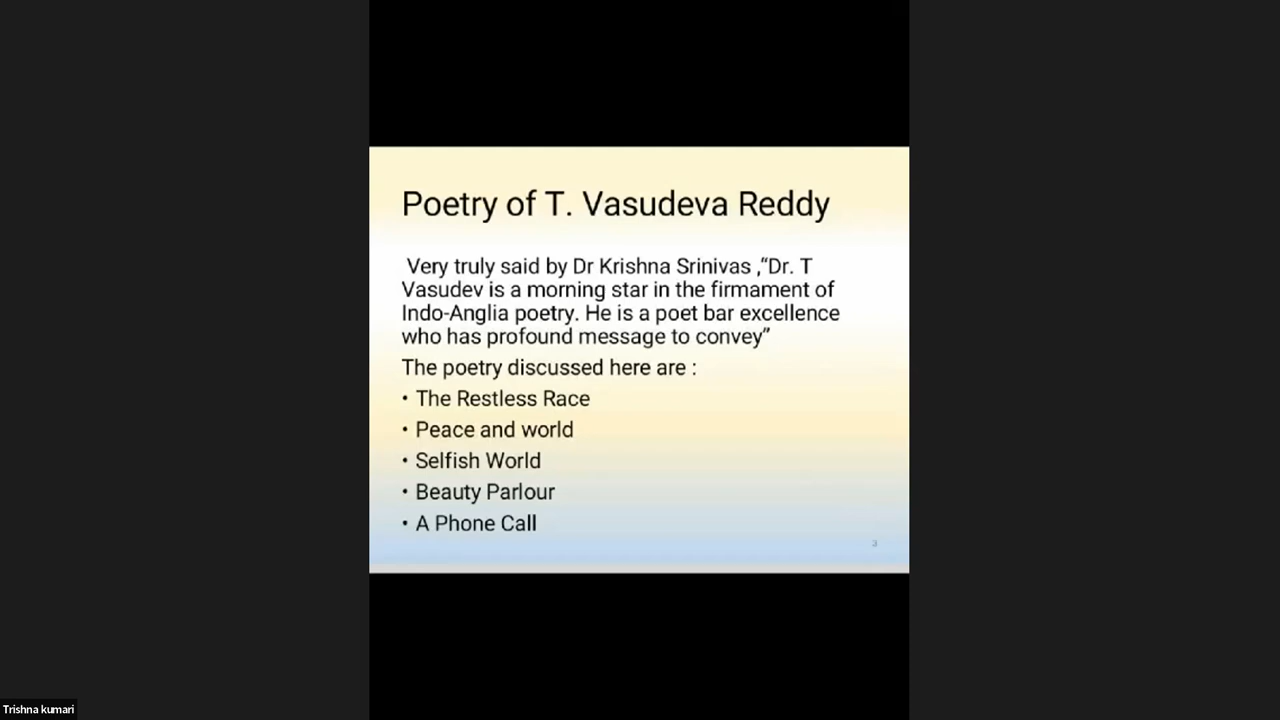 Poetry of T. Vasudeva Reddy
Very truly said by Dr Krishna Srinivas ,“Dr. T
Vasudev is a morning star in the firmament of
Indo-Anglia poetry. He is a poet bar excellence
who has profound message to convey”
The poetry discussed here are :
• The Restless Race
• Peace and world
• Selfish World
• Beauty Parlour
• A Phone Call
Trishna kumari